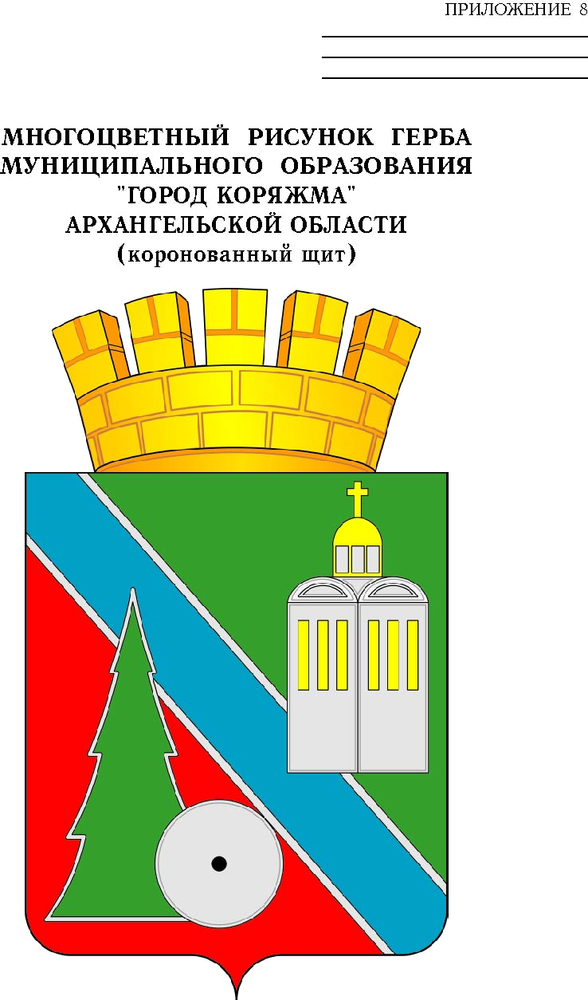 ПРИЛОЖЕНИЕ 8
МНОГОЦВЕТНЫЙ РИСУНОК ГЕРБА
МУНИЦИПАЛЬНОГО ОБРАЗОВАНИЯ
"ГОРОД КОРЯЖМА"
АРХАНГЕЛЬСКОЙ ОБЛАСТИ
(коронованный щит)